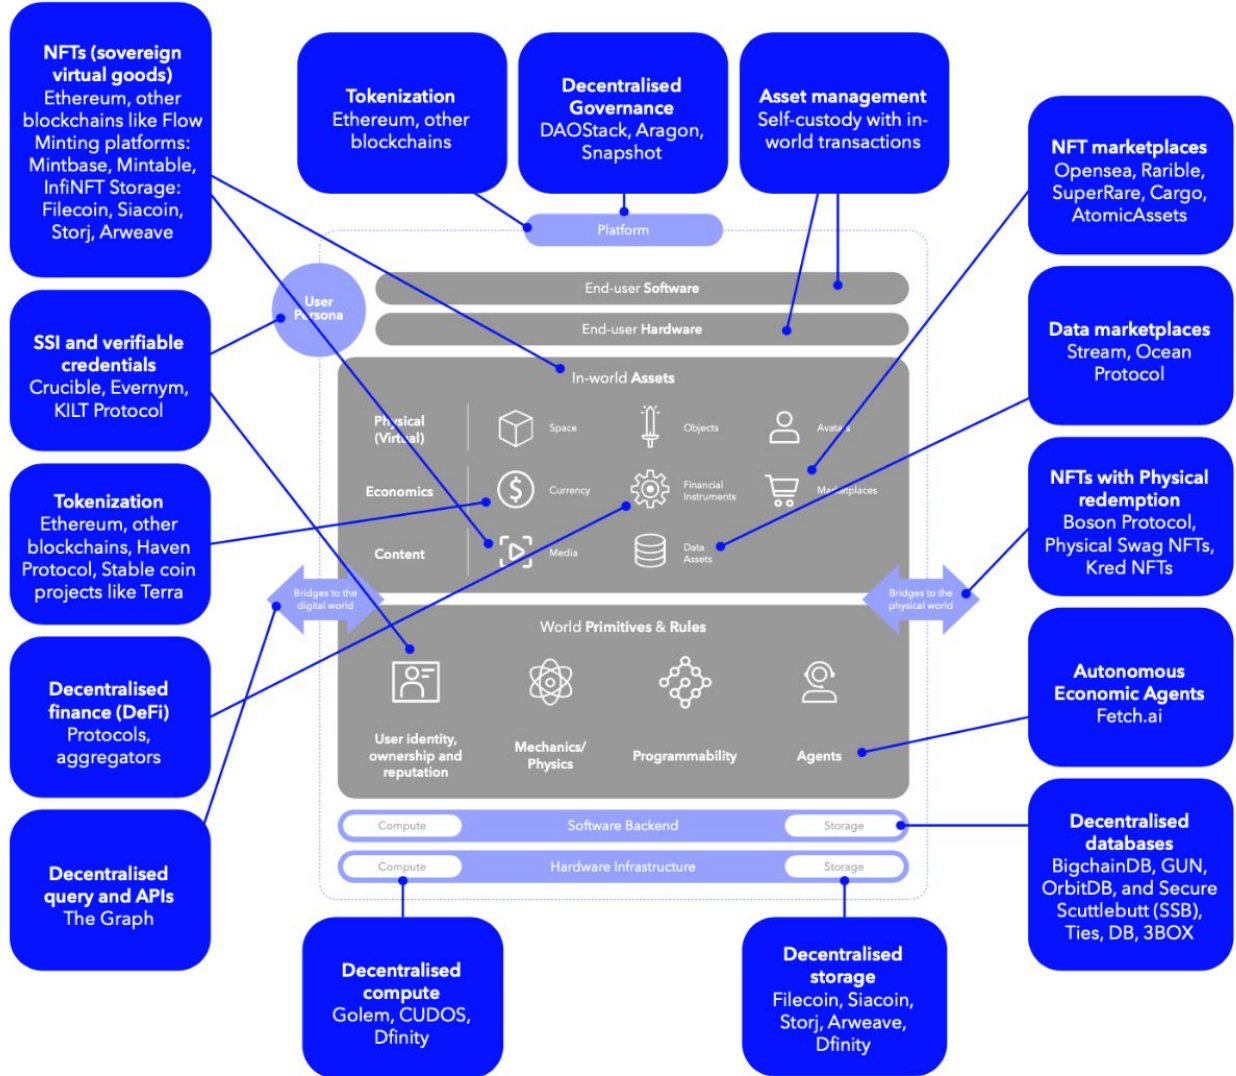 NFTs (sovereign
virtual goods)
Ethereum, other
blockchains like Flow
Minting platforms:
Mintbase, Mintable,
InfiNFT Storage:
Filecoin, Siacoin,
Storj, Arweave
Tokenization
Ethereum, other
blockchains
Decentralised
Governance
DAOStack, Aragon,
Snapshot
Asset management
Self-custody with in-
world transactions
NFT marketplaces
Opensea, Rarible,
SuperRare, Cargo,
AtomicAssets
Platform
User
Persona
End-user Software
End-user Hardware
SSI and verifiable
credentials
Crucible, Evernym,
KILT Protocol
Data marketplaces
Stream, Ocean
Protocol
In-world Assets
Physical
(Virtual)
Space
Objects
Avatars
Economics
Currency
Financial
Instruments
Marketplaces
Content
Media
Data
Assets
Tokenization
Ethereum, other
blockchains, Haven
Protocol, Stable coin
projects like Terra
NFTs with Physical
redemption
Boson Protocol,
Physical Swag NFTs,
Kred NFTs
Bridges to the
digital world
Bridges to the
physical world
World Primitives & Rules
User identity,
ownership and
reputation
Mechanics/
Physics
Programmability
Agents
Decentralised
finance (DeFi)
Protocols,
aggregators
Autonomous
Economic Agents
Fetch.ai
Compute
Software Backend
Storage
Compute
Hardware Infrastructure
Storage
Decentralised
query and APIs
The Graph
Decentralised
databases
BigchainDB, GUN,
OrbitDB, and Secure
Scuttlebutt (SSB),
Ties, DB, 3BOX
Decentralised
compute
Golem, CUDOS,
Dfinity
Decentralised
storage
Filecoin, Siacoin,
Storj, Arweave,
Dfinity